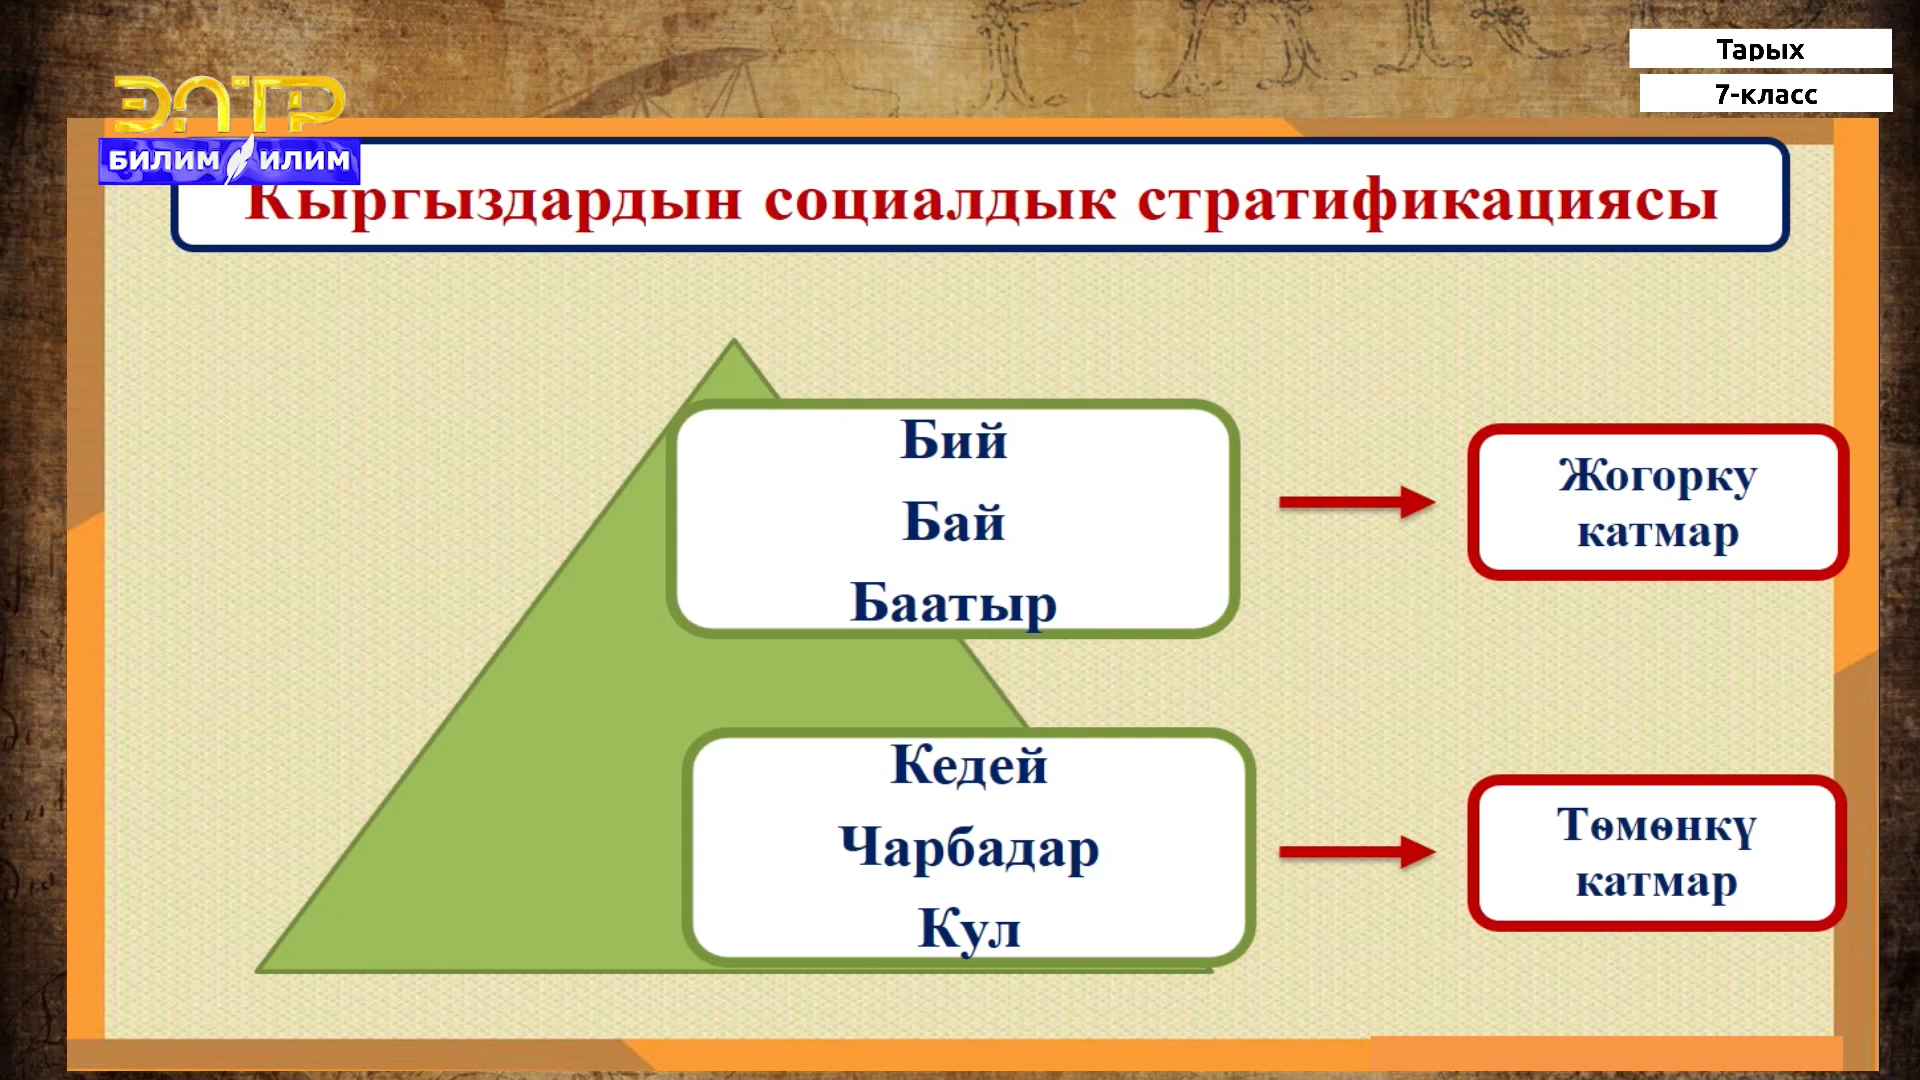 Тарых
7-класс
ЭЛТР
БИЛИМ ИЛИМ
Кыргыздардын социалдык стратификациясы
Бий
Бай
Баатыр
Жогорку
катмар
Кедей
Чарбадар
Кул
Төмөнкү
катмар